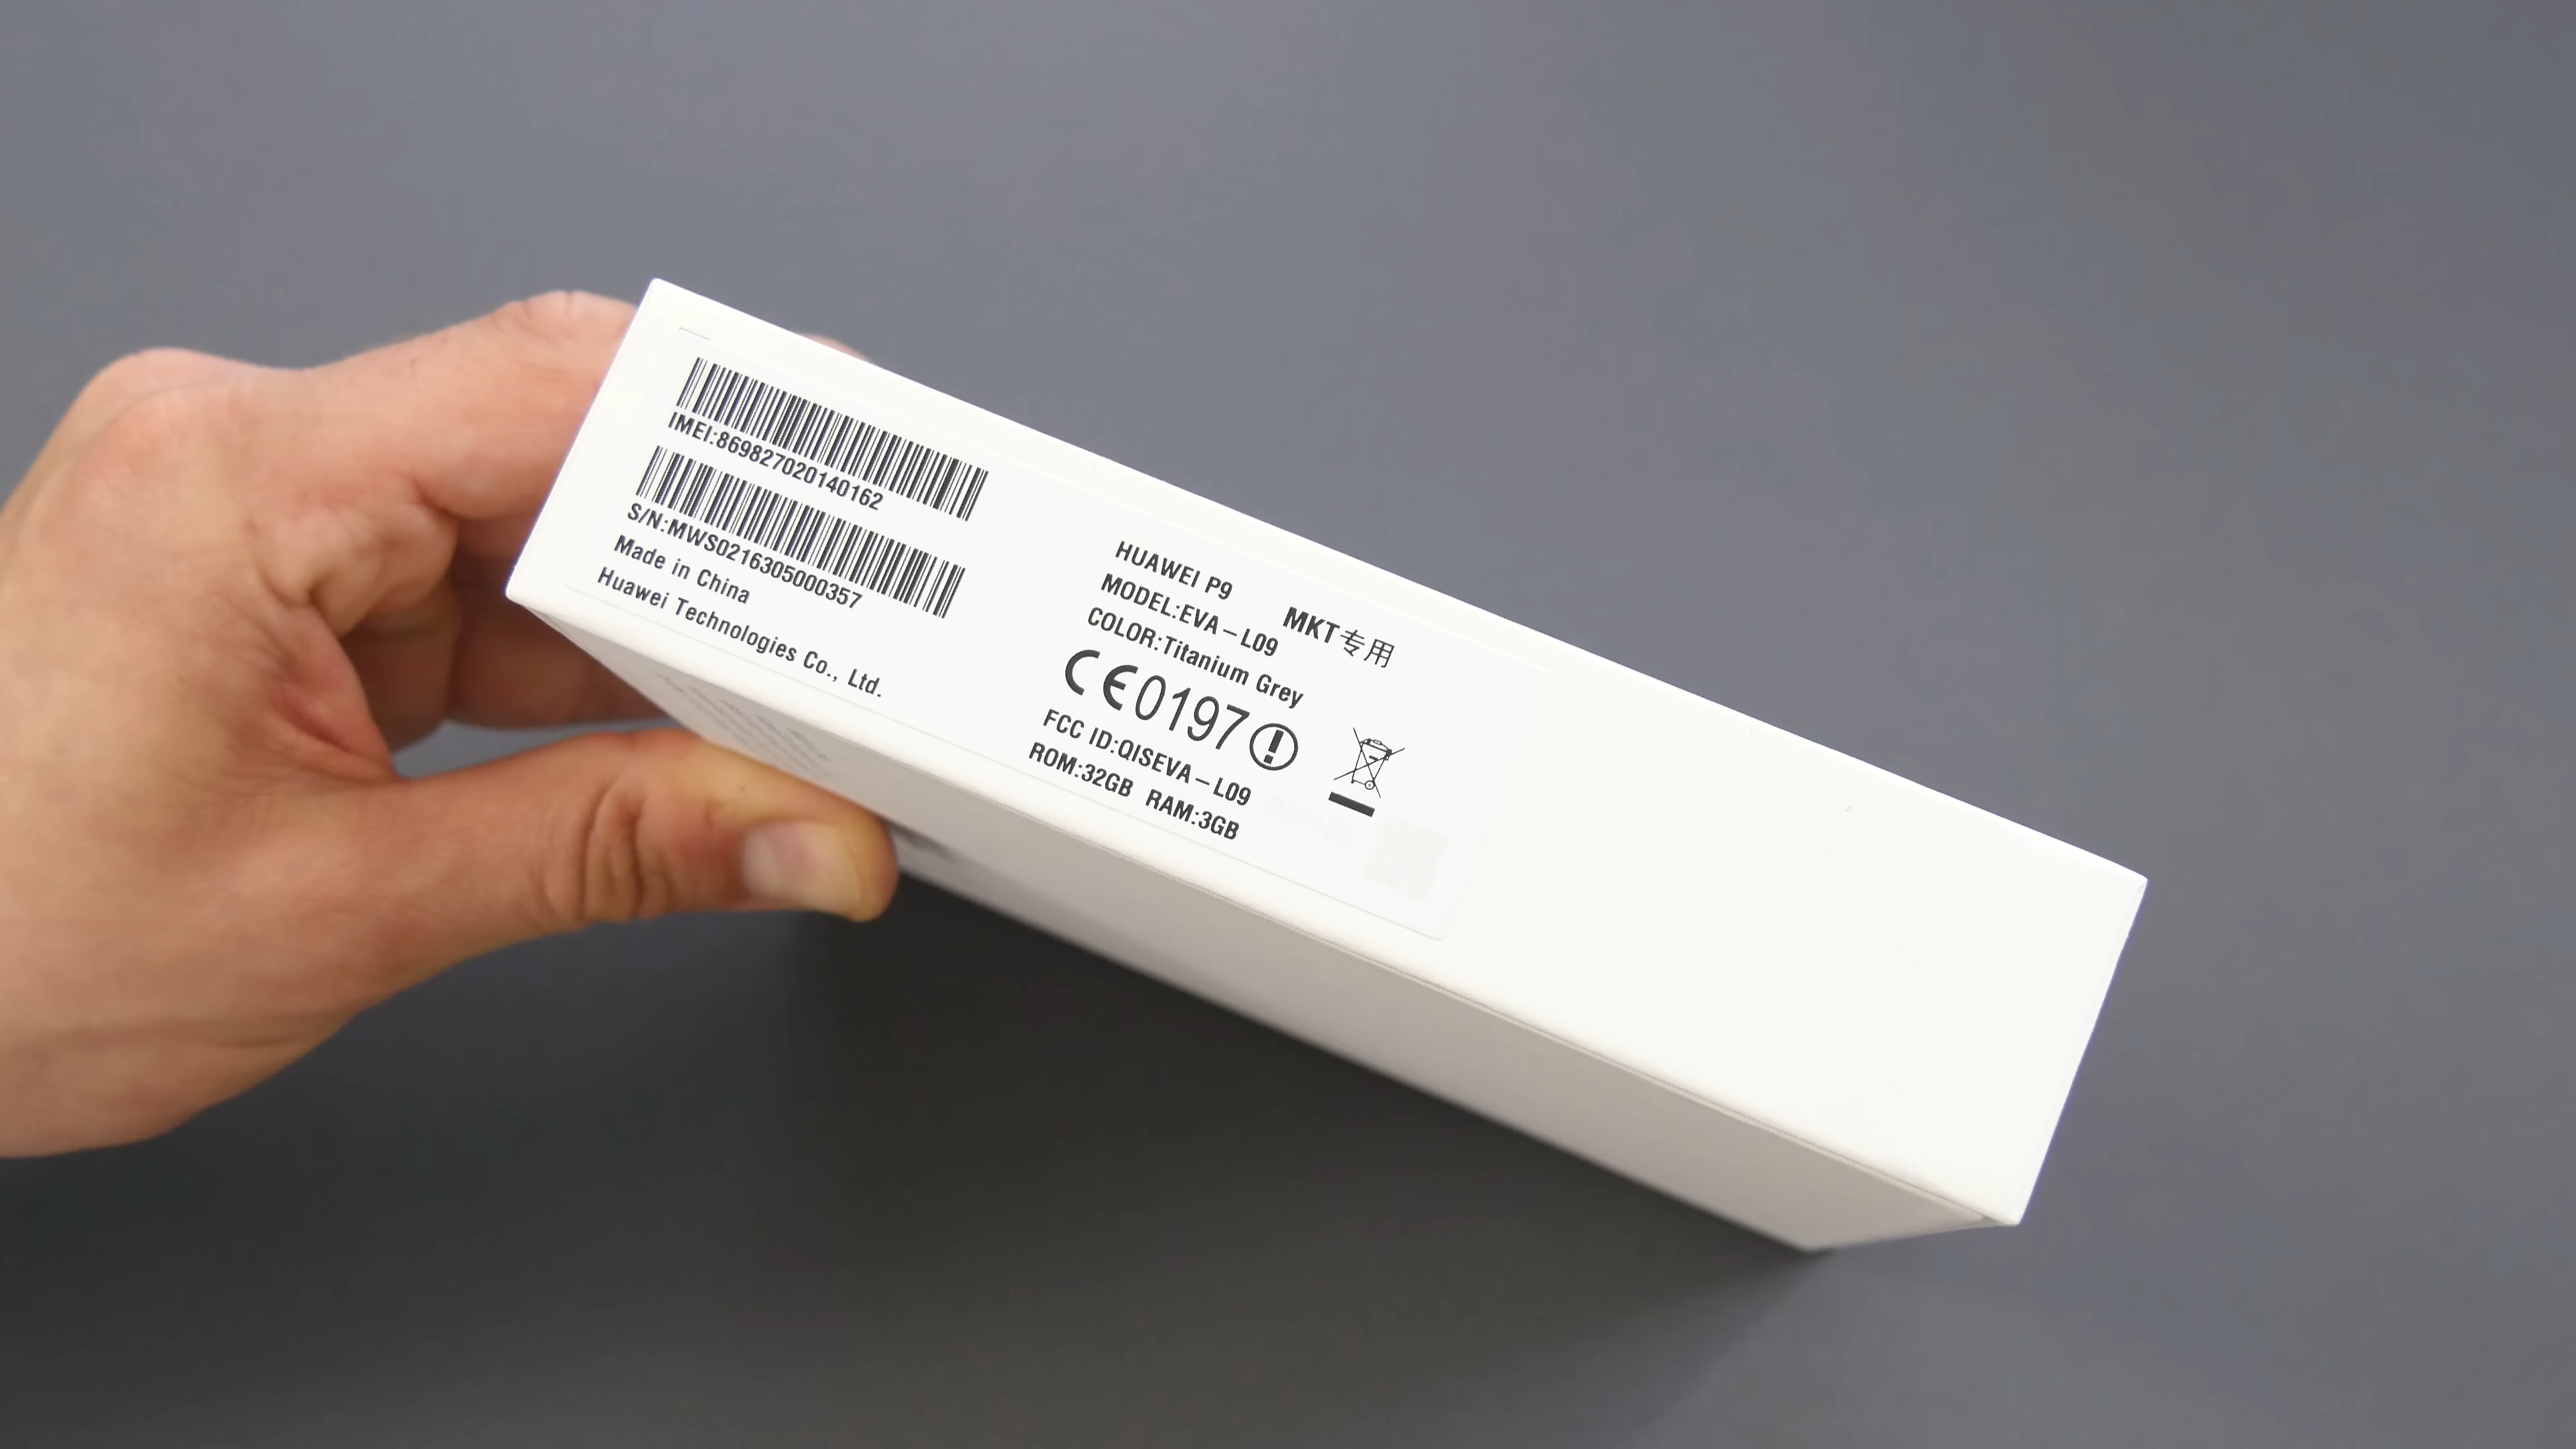 IMEI:869827020140162
S/N:MWS0216305000357
Made in China
Huawei Technologies Co., Ltd.
HUAWEI P9
MODEL:EVA-L09
MKT专用
COLOR:Titanium Grey
CE0197
FCC ID:QISEVA-L09
ROM:32GB RAM:3GB